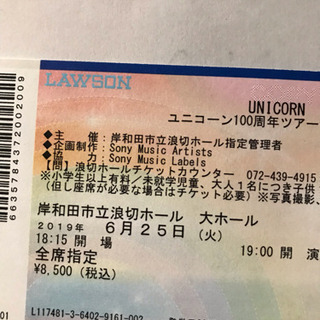 LAWSON
UNICORN
ユニコーン100周年ツアー
◆主　　催：岸和田市立浪切ホール指定管理者
◆企画制作：Sony Music Artists
◆協　　力：Sony Music Labels
【問】浪切ホールチケットカウンター　072-439-4915
※小学生以上有料／未就学児童、大人１名につき子供
（但し座席が必要な場合はチケット必要）※写真撮影、
岸和田市立浪切ホール　大ホール
2019年　6月25日（火）
18:15 開　場　　19:00 開　演
全席指定
¥8,500（税込）
L117481-3-6402-9161-002
6635784372002009
01